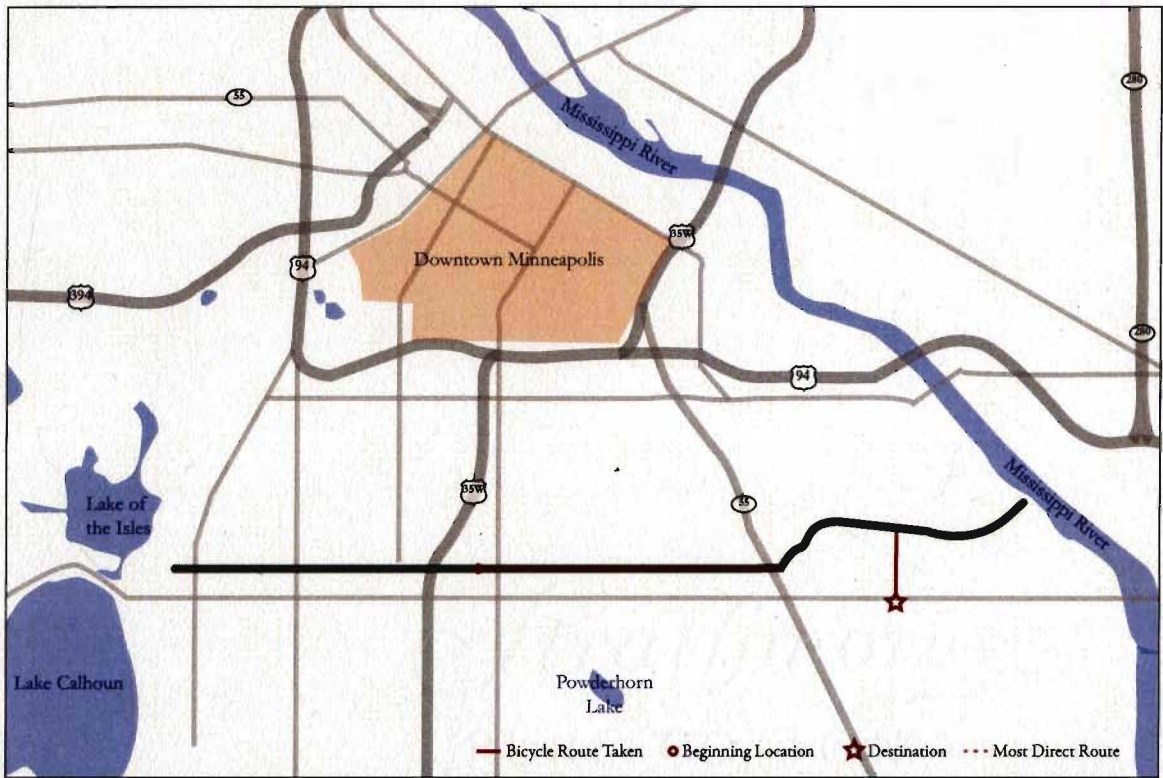 55
280
Mississippi River
35W
Downtown Minneapolis
94
394
280
94
35W
55
Mississippi River
Lake of
the Isles
Lake Calhoun
Powderhorn
Lake
Bicycle Route Taken
Beginning Location
Destination
Most Direct Route